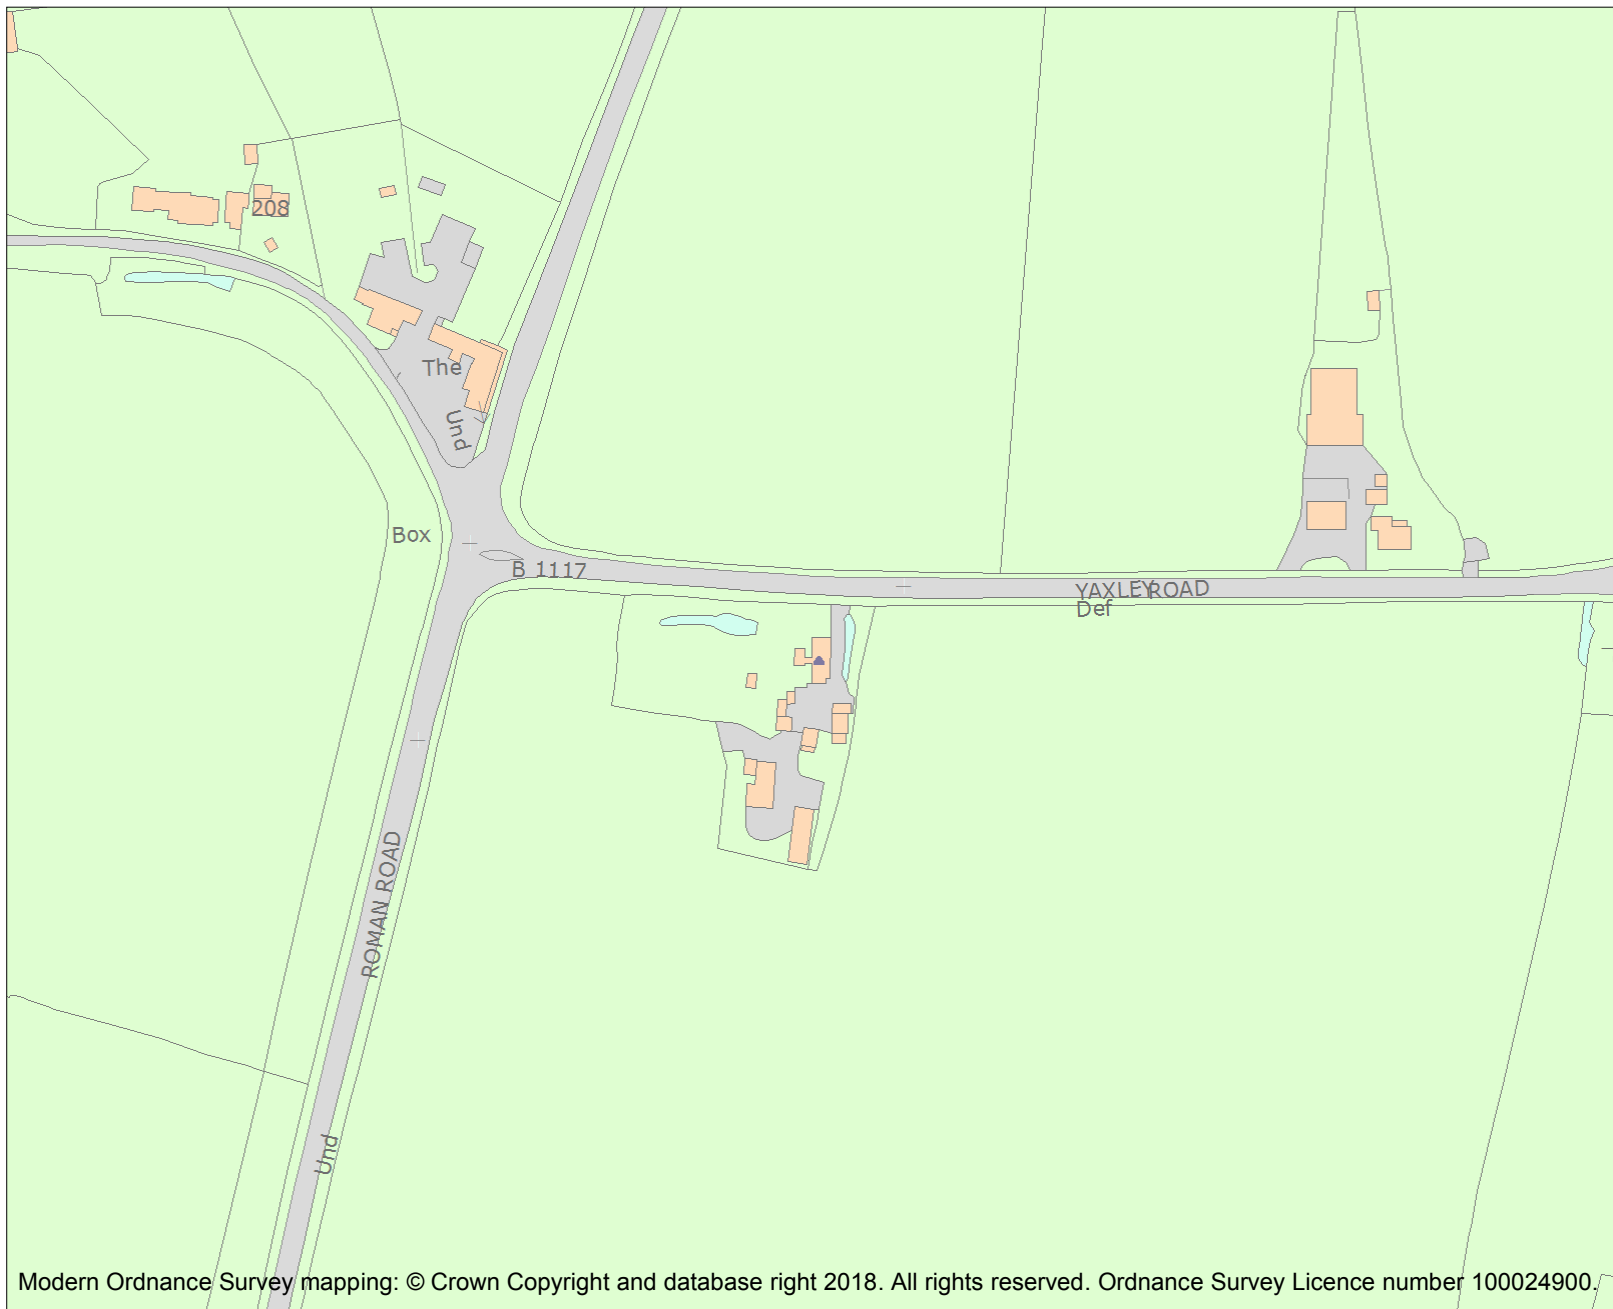 208
The
Und
Box
B 1117
YAXLEY ROAD
Def
ROMAN ROAD
Und
Modern Ordnance Survey mapping: © Crown Copyright and database right 2018. All rights reserved. Ordnance Survey Licence number 100024900.